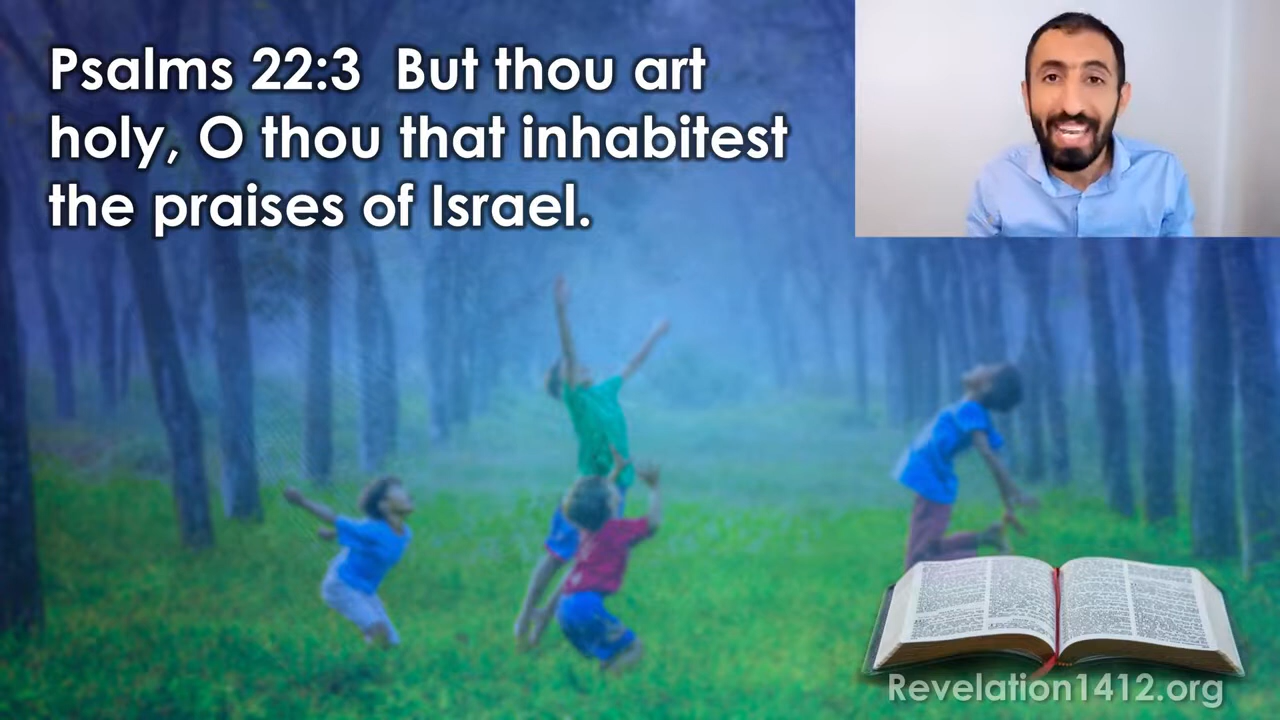 Psalms 22:3  But thou art
holy, O thou that inhabitest
the praises of Israel.
Revelation1412.org